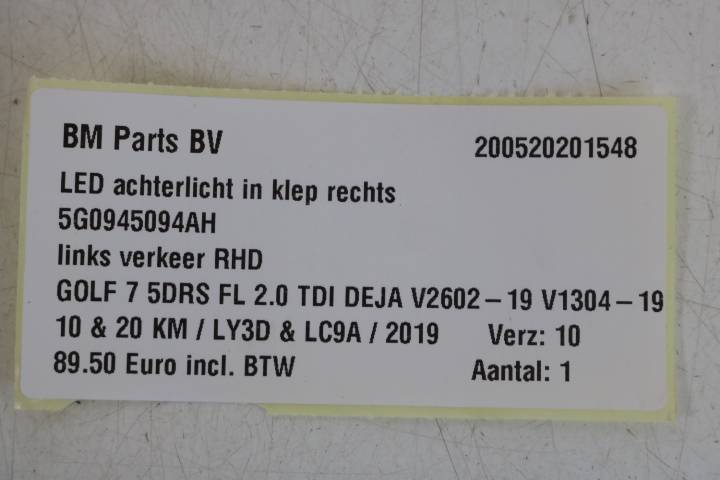 BM Parts BV 200520201548
LED achterlicht in klep rechts
5G0945094AH
links verkeer RHD
GOLF 7 5DRS FL 2.0 TDI DEJA V2602 – 19 V1304 – 19
10 & 20 KM / LY3D & LC9A / 2019 Verz: 10
89.50 Euro incl. BTW Aantal: 1